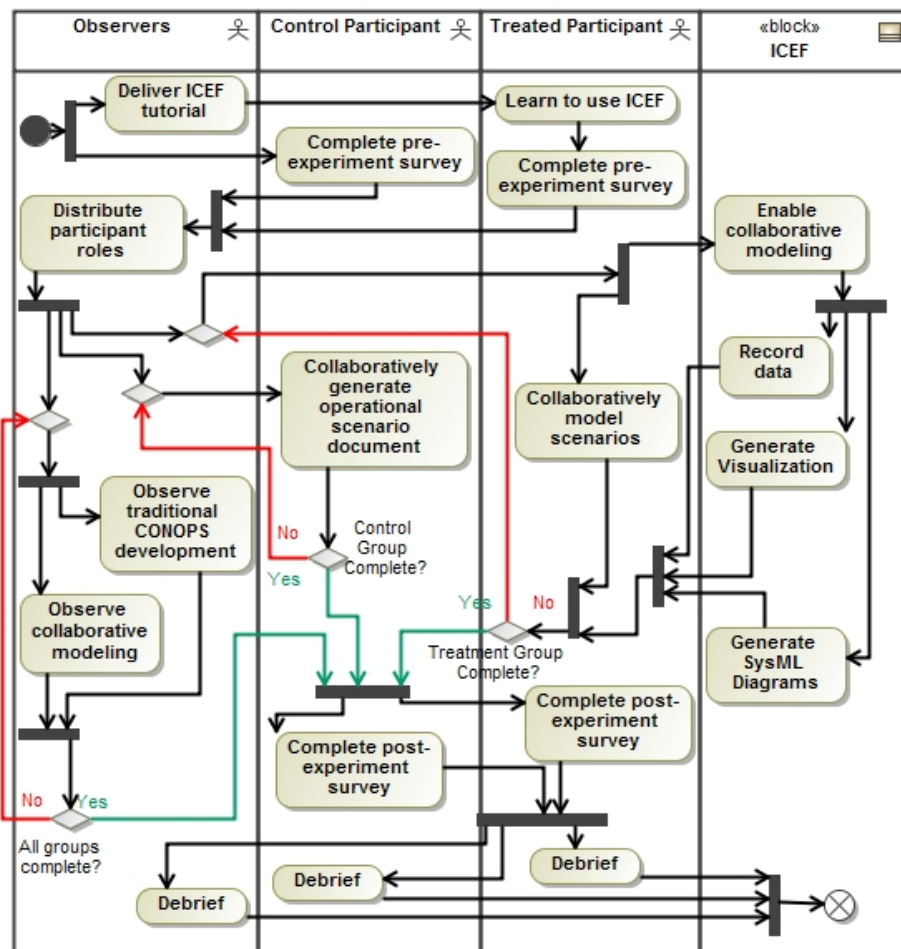 Observers
Control Participant
Treated Participant
«block»
ICEF
Deliver ICEF
tutorial
Learn to use ICEF
Complete pre-
experiment survey
Complete pre-
experiment survey
Distribute
participant
roles
Enable
collaborative
modeling
Record
data
Collaboratively
generate
operational
scenario
document
Collaboratively
model
scenarios
Generate
Visualization
Observe
traditional
CONOPS
development
No
Control
Group
Complete?
Yes
Observe
collaborative
modeling
Yes
No
Treatment Group
Complete?
Generate
SysML
Diagrams
Complete post-
experiment
survey
Complete post-
experiment
survey
No
Yes
All groups
complete?
Debrief
Debrief
Debrief